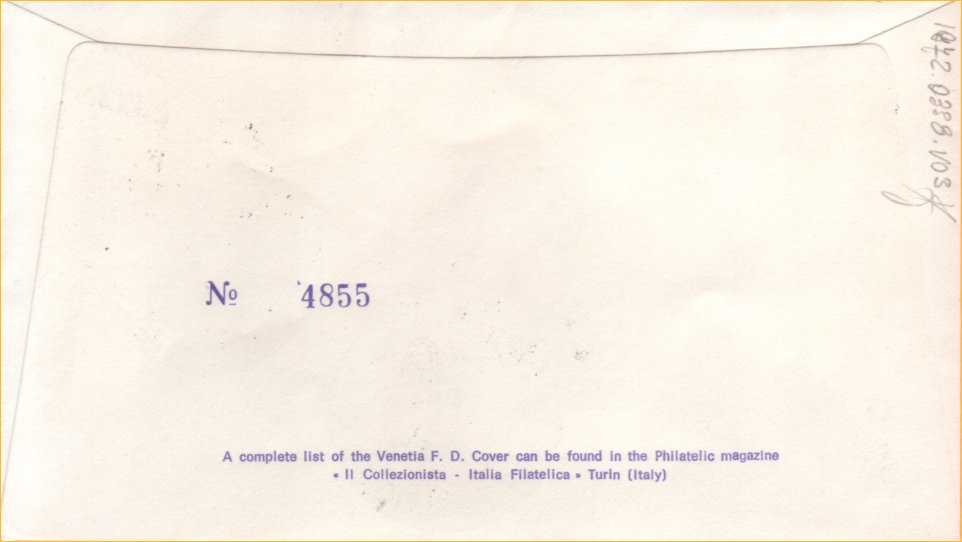 № 4855
A complete list of the Venetia F. D. Cover can be found in the Philatelic magazine
« Il Collezionista - Italia Filatelica » Turin (Italy)